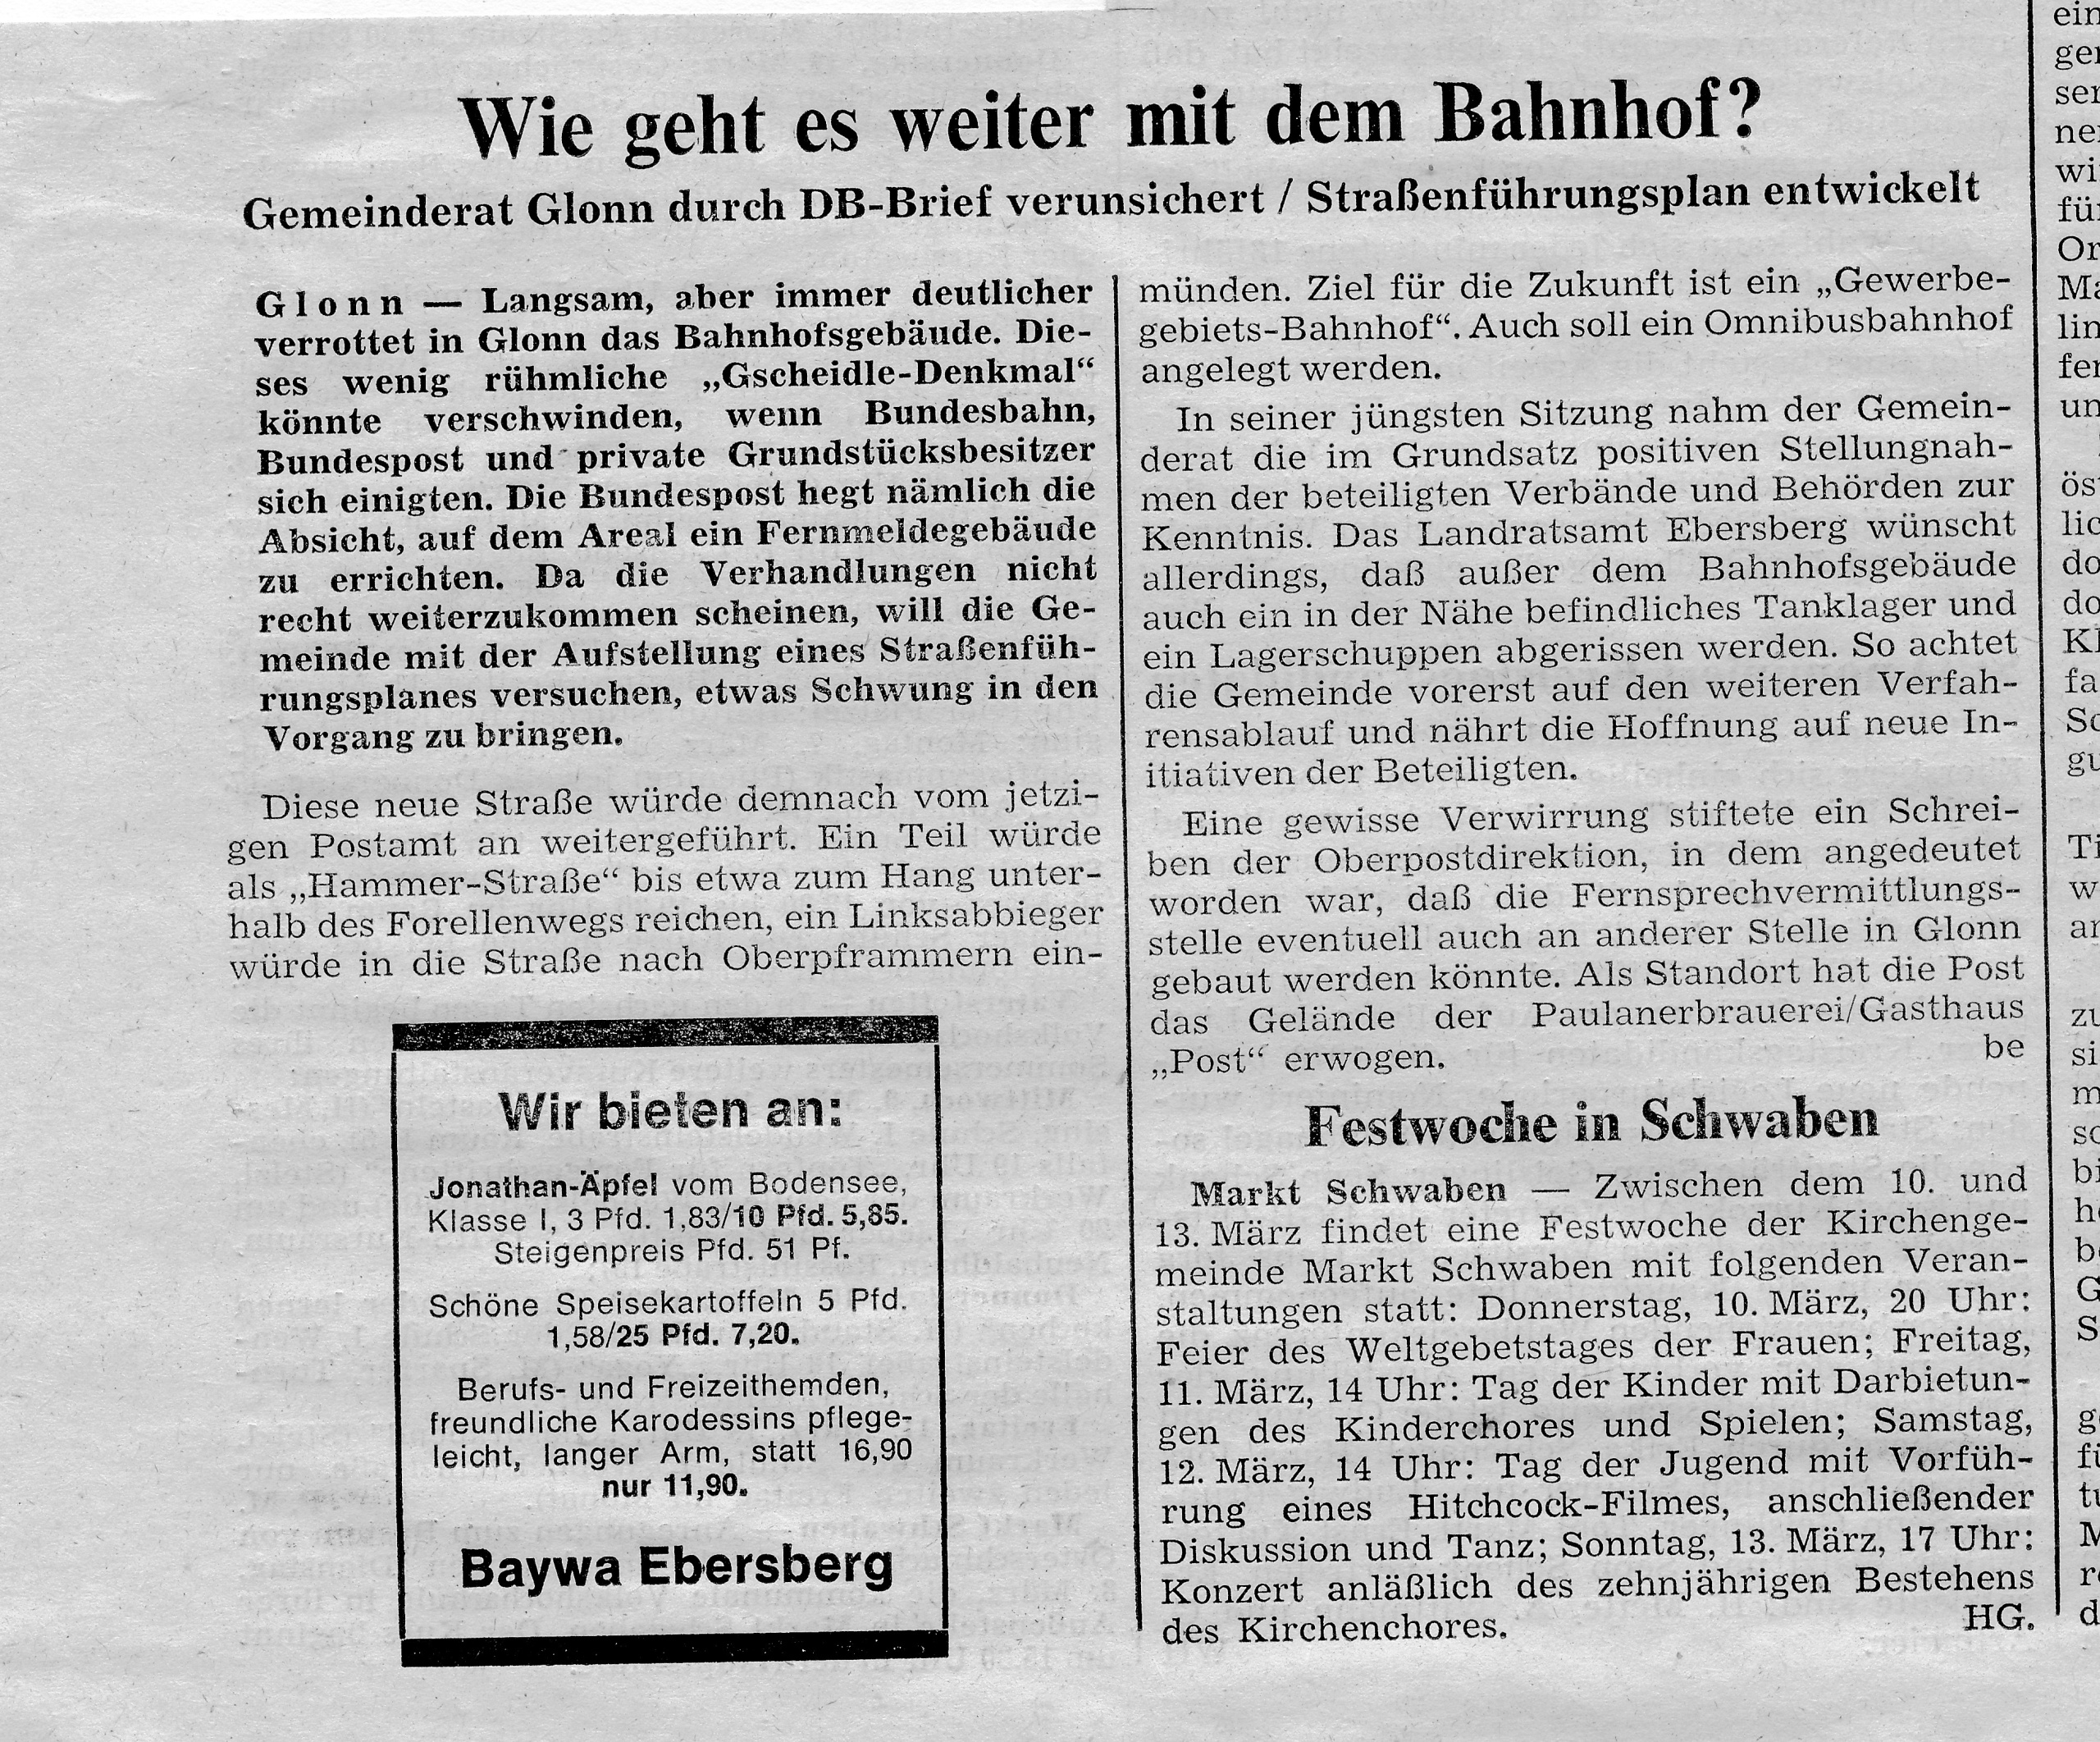 Wie geht es weiter mit dem Bahnhof?
Gemeinderat Glonn durch DB-Brief verunsichert / Straßenführungsplan entwickelt
Glonn — Langsam, aber immer deutlicher
verrottet in Glonn das Bahnhofsgebäude. Die-
ses wenig rühmliche „Gscheidle-Denkmal“
könnte verschwinden, wenn Bundesbahn,
Bundespost und private Grundstücksbesitzer
sich einigten. Die Bundespost hegt nämlich die
Absicht, auf dem Areal ein Fernmeldegebäude
zu errichten. Da die Verhandlungen nicht
recht weiterzukommen scheinen, will die Ge-
meinde mit der Aufstellung eines Straßenfüh-
rungsplanes versuchen, etwas Schwung in den
Vorgang zu bringen.
Diese neue Straße würde demnach vom jetzi-
gen Postamt an weitergeführt. Ein Teil würde
als „Hammer-Straße“ bis etwa zum Hang unter-
halb des Forellenwegs reichen, ein Linksabbieger
würde in die Straße nach Oberpframmern ein-
münden. Ziel für die Zukunft ist ein „Gewerbe-
gebiets-Bahnhof“. Auch soll ein Omnibusbahnhof
angelegt werden.
In seiner jüngsten Sitzung nahm der Gemein-
derat die im Grundsatz positiven Stellungnah-
men der beteiligten Verbände und Behörden zur
Kenntnis. Das Landratsamt Ebersberg wünscht
allerdings, daß außer dem Bahnhofsgebäude
auch ein in der Nähe befindliches Tanklager und
ein Lagerschuppen abgerissen werden. So achtet
die Gemeinde vorerst auf den weiteren Verfah-
rensablauf und nährt die Hoffnung auf neue In-
itiativen der Beteiligten.
Eine gewisse Verwirrung stiftete ein Schrei-
ben der Oberpostdirektion, in dem angedeutet
worden war, daß die Fernsprechvermittlungs-
stelle eventuell auch an anderer Stelle in Glonn
gebaut werden könnte. Als Standort hat die Post
das Gelände der Paulanerbrauerei/Gasthaus
„Post“ erwogen. be
Wir bieten an:
Jonathan-Äpfel vom Bodensee,
Klasse I, 3 Pfd. 1,83/10 Pfd. 5,85.
Steigenpreis Pfd. 51 Pf.
Schöne Speisekartoffeln 5 Pfd.
1,58/25 Pfd. 7,20.
Berufs- und Freizeithemden,
freundliche Karodessins pflege-
leicht, langer Arm, statt 16,90
nur 11,90.
Baywa Ebersberg
Festwoche in Schwaben
Markt Schwaben — Zwischen dem 10. und
13. März findet eine Festwoche der Kirchenge-
meinde Markt Schwaben mit folgenden Veran-
staltungen statt: Donnerstag, 10. März, 20 Uhr:
Feier des Weltgebetstages der Frauen; Freitag,
11. März, 14 Uhr: Tag der Kinder mit Darbietun-
gen des Kinderchores und Spielen; Samstag,
12. März, 14 Uhr: Tag der Jugend mit Vorfüh-
rung eines Hitchcock-Filmes, anschließender
Diskussion und Tanz; Sonntag, 13. März, 17 Uhr:
Konzert anläßlich des zehnjährigen Bestehens
des Kirchenchores. HG.